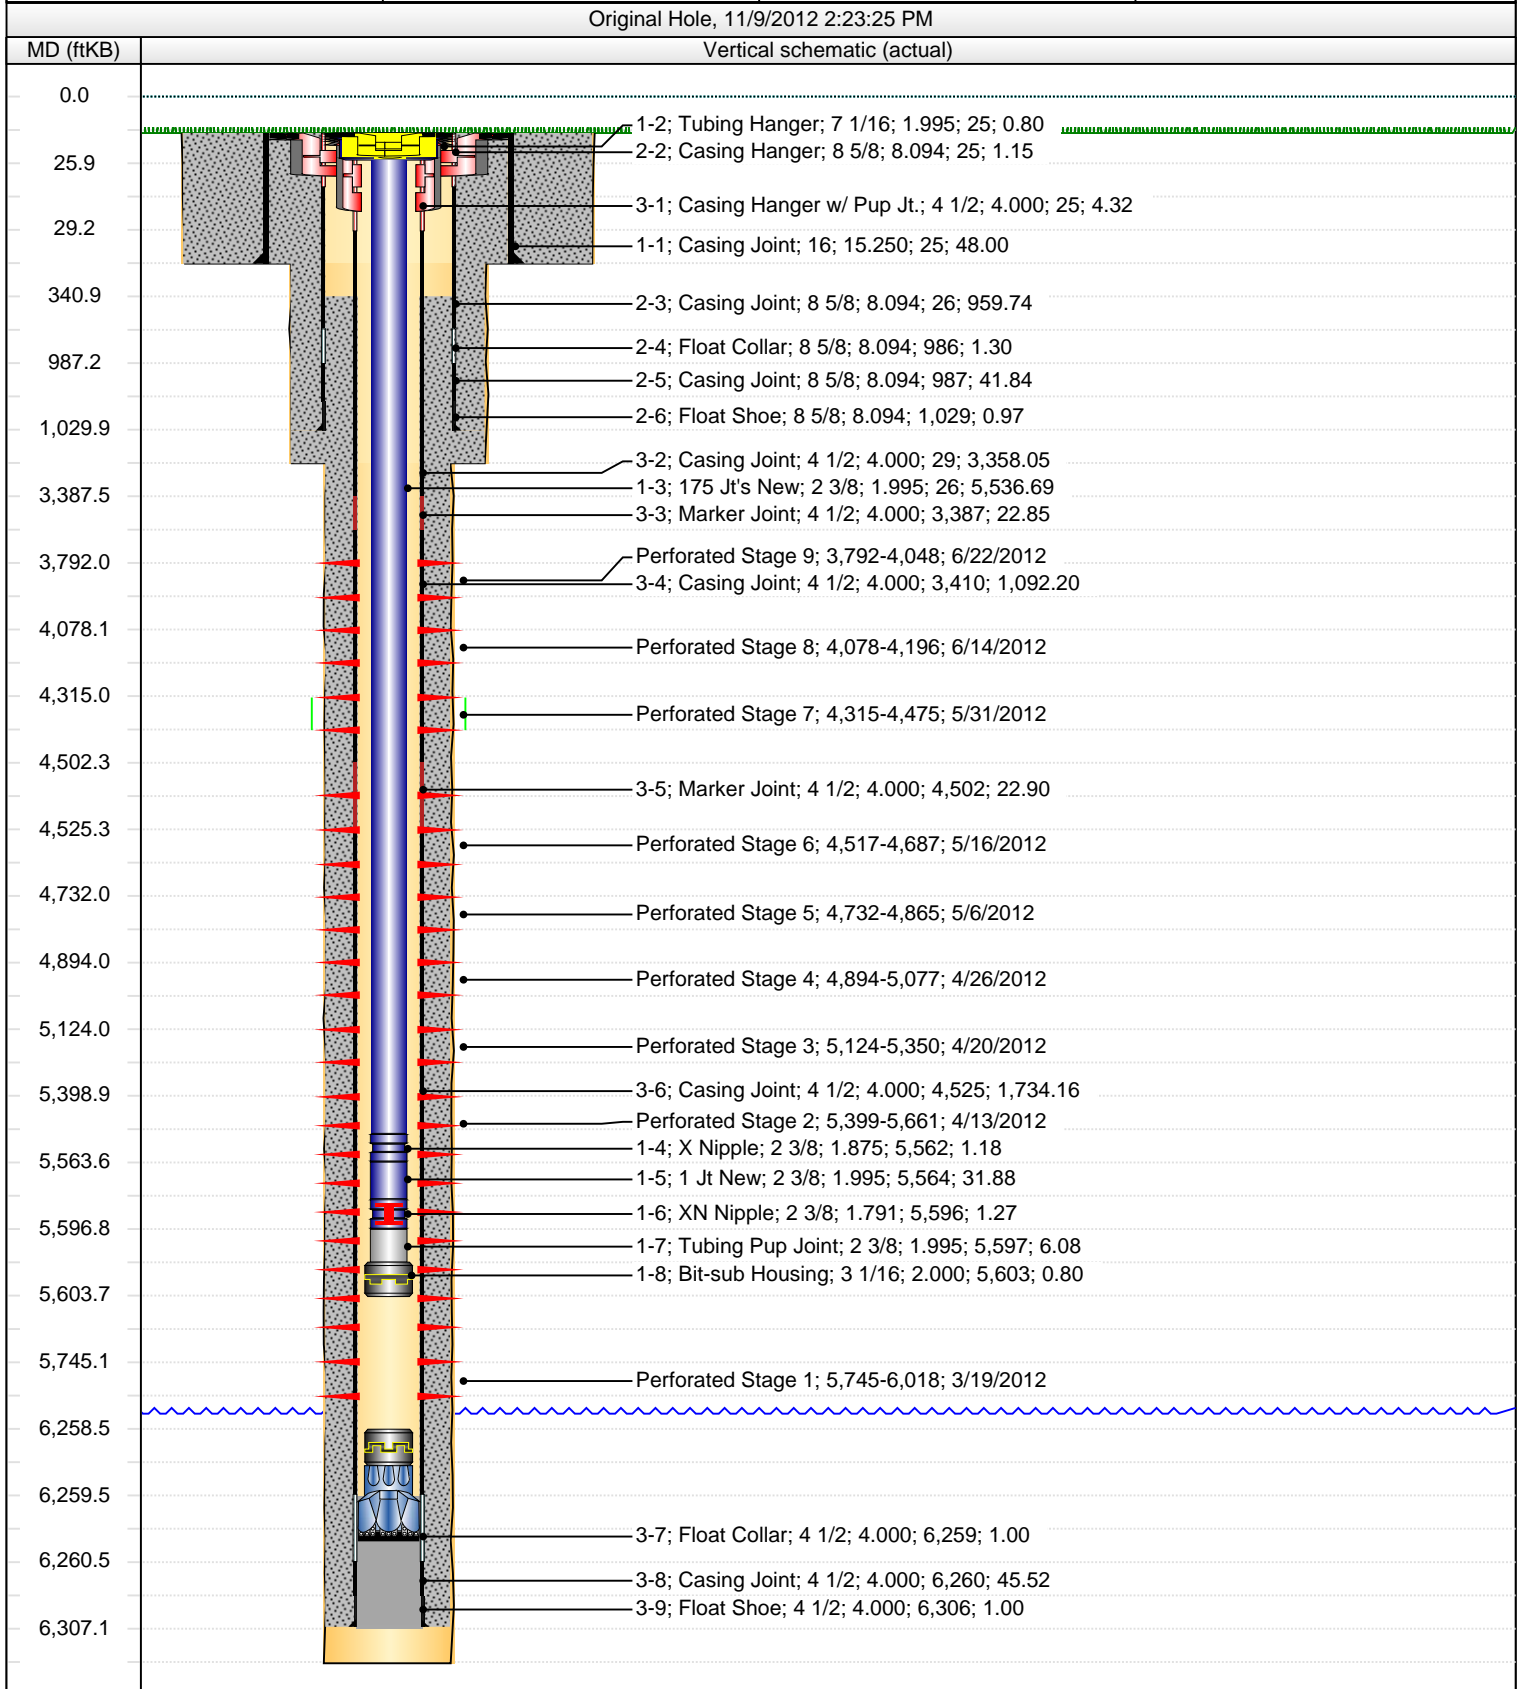 Original Hole, 11/9/2012 2:23:25 PM
MD (ftKB)
Vertical schematic (actual)
0.0
1-2; Tubing Hanger; 7 1/16; 1.995; 25; 0.80
2-2; Casing Hanger; 8 5/8; 8.094; 25; 1.15
25.9
3-1; Casing Hanger w/ Pup Jt.; 4 1/2; 4.000; 25; 4.32
29.2
1-1; Casing Joint; 16; 15.250; 25; 48.00
340.9
2-3; Casing Joint; 8 5/8; 8.094; 26; 959.74
2-4; Float Collar; 8 5/8; 8.094; 986; 1.30
987.2
2-5; Casing Joint; 8 5/8; 8.094; 987; 41.84
2-6; Float Shoe; 8 5/8; 8.094; 1,029; 0.97
1,029.9
3-2; Casing Joint; 4 1/2; 4.000; 29; 3,358.05
1-3; 175 Jt's New; 2 3/8; 1.995; 26; 5,536.69
3,387.5
3-3; Marker Joint; 4 1/2; 4.000; 3,387; 22.85
Perforated Stage 9; 3,792-4,048; 6/22/2012
3,792.0
3-4; Casing Joint; 4 1/2; 4.000; 3,410; 1,092.20
4,078.1
Perforated Stage 8; 4,078-4,196; 6/14/2012
4,315.0
Perforated Stage 7; 4,315-4,475; 5/31/2012
4,502.3
3-5; Marker Joint; 4 1/2; 4.000; 4,502; 22.90
4,525.3
Perforated Stage 6; 4,517-4,687; 5/16/2012
4,732.0
Perforated Stage 5; 4,732-4,865; 5/6/2012
4,894.0
Perforated Stage 4; 4,894-5,077; 4/26/2012
5,124.0
Perforated Stage 3; 5,124-5,350; 4/20/2012
3-6; Casing Joint; 4 1/2; 4.000; 4,525; 1,734.16
5,398.9
Perforated Stage 2; 5,399-5,661; 4/13/2012
1-4; X Nipple; 2 3/8; 1.875; 5,562; 1.18
5,563.6
1-5; 1 Jt New; 2 3/8; 1.995; 5,564; 31.88
1-6; XN Nipple; 2 3/8; 1.791; 5,596; 1.27
5,596.8
1-7; Tubing Pup Joint; 2 3/8; 1.995; 5,597; 6.08
1-8; Bit-sub Housing; 3 1/16; 2.000; 5,603; 0.80
5,603.7
5,745.1
Perforated Stage 1; 5,745-6,018; 3/19/2012
6,258.5
6,259.5
3-7; Float Collar; 4 1/2; 4.000; 6,259; 1.00
6,260.5
3-8; Casing Joint; 4 1/2; 4.000; 6,260; 45.52
3-9; Float Shoe; 4 1/2; 4.000; 6,306; 1.00
6,307.1